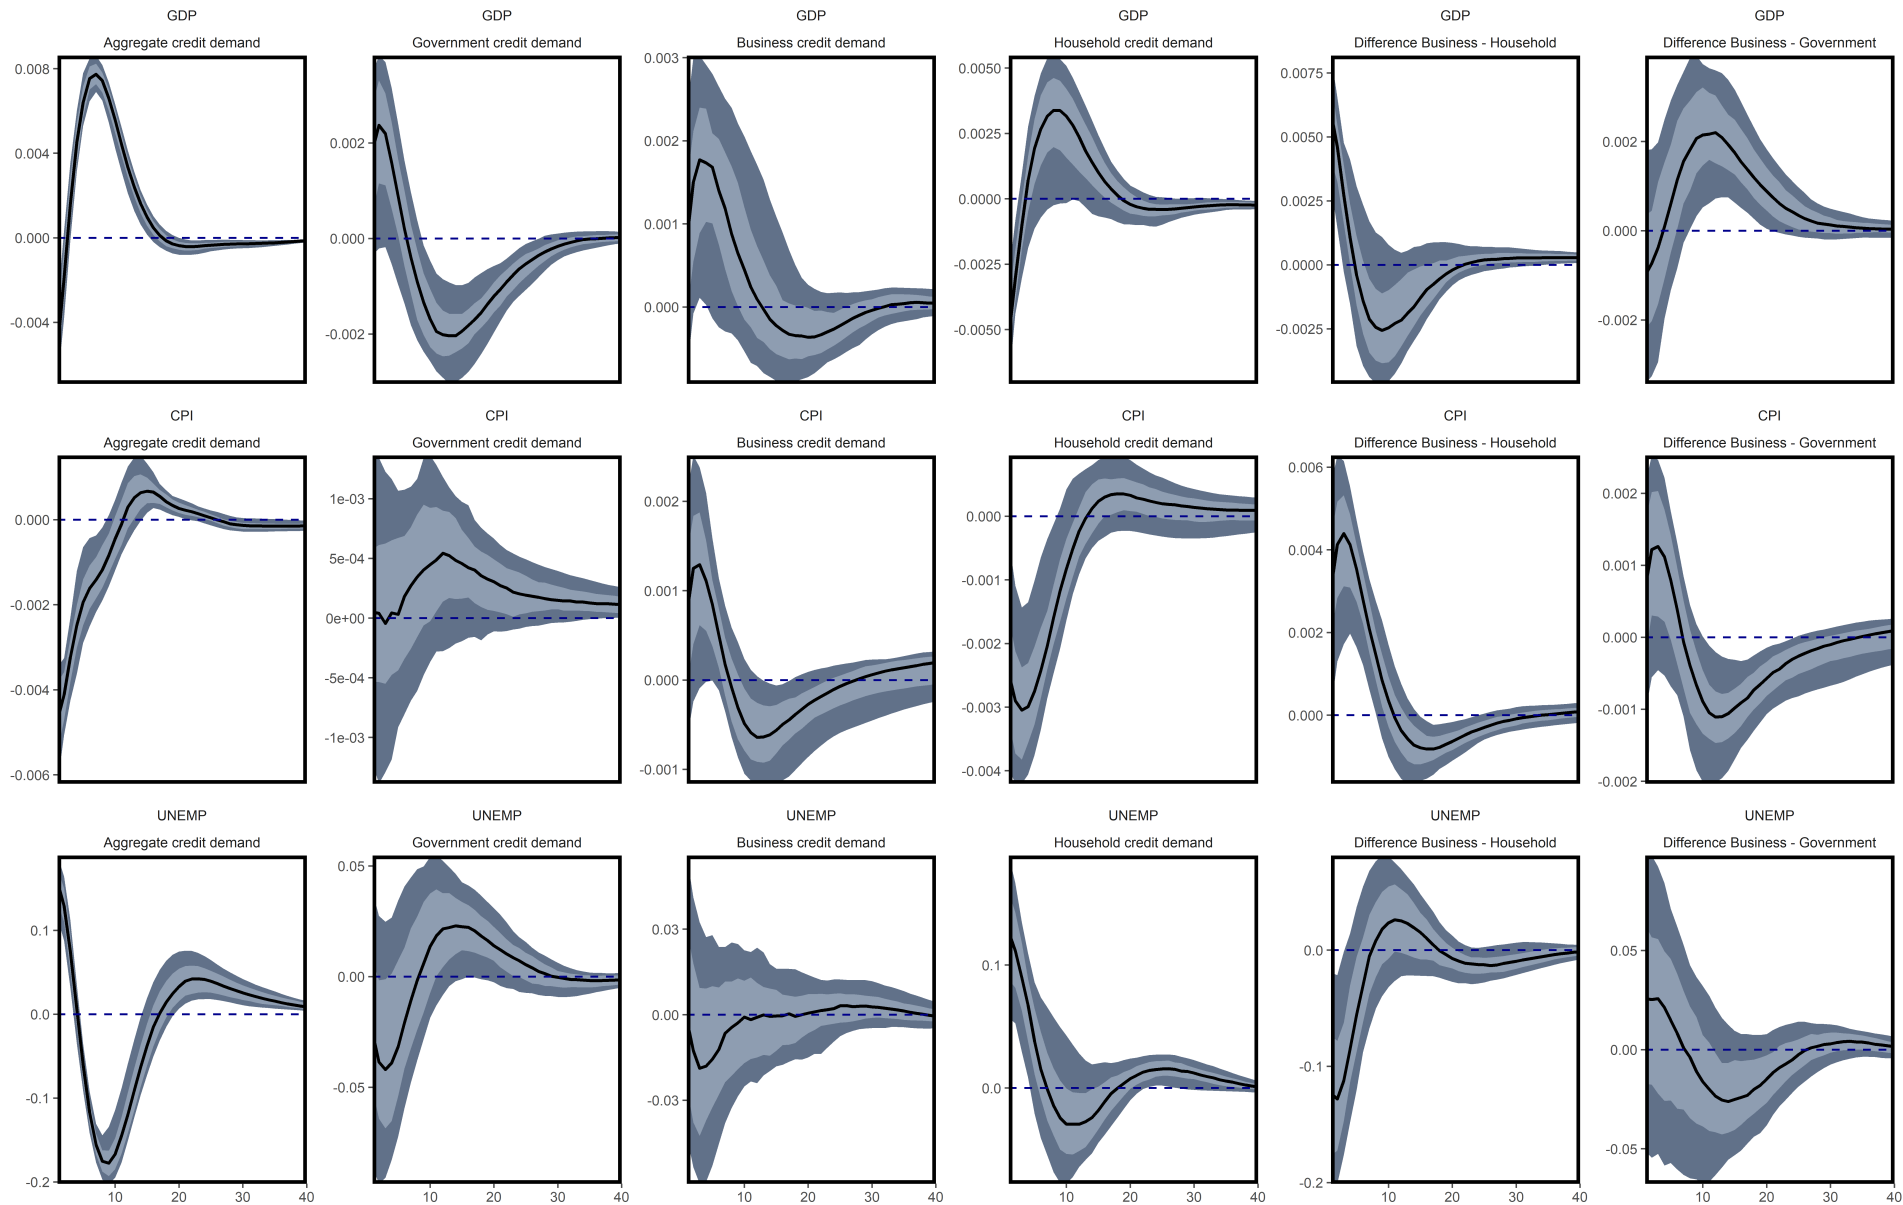 GDP GDP GDP GDP GDP GDP
Aggregate credit demand Government credit demand Business credit demand Household credit demand Difference Business - Household Difference Business - Government
0.008 0.004 0.000 -0.004
0.002 0.000 -0.002
0.003 0.002 0.001 0.000
0.0050 0.0025 0.0000 -0.0025 -0.0050
0.0075 0.0050 0.0025 0.0000 -0.0025
0.002 0.000 -0.002
CPI CPI CPI CPI CPI CPI
Aggregate credit demand Government credit demand Business credit demand Household credit demand Difference Business - Household Difference Business - Government
0.000 -0.002 -0.004 -0.006
1e-03 5e-04 0e+00 -5e-04 -1e-03
0.002 0.001 0.000 -0.001
0.000 -0.001 -0.002 -0.003 -0.004
0.006 0.004 0.002 0.000
0.002 0.001 0.000 -0.001 -0.002
UNEMP UNEMP UNEMP UNEMP UNEMP UNEMP
Aggregate credit demand Government credit demand Business credit demand Household credit demand Difference Business - Household Difference Business - Government
0.1 0.0 -0.1 -0.2
0.05 0.00 -0.05
0.03 0.00 -0.03
0.1 0.0
0.0 -0.1 -0.2
0.05 0.00 -0.05
10 20 30 40 10 20 30 40 10 20 30 40 10 20 30 40 10 20 30 40 10 20 30 40